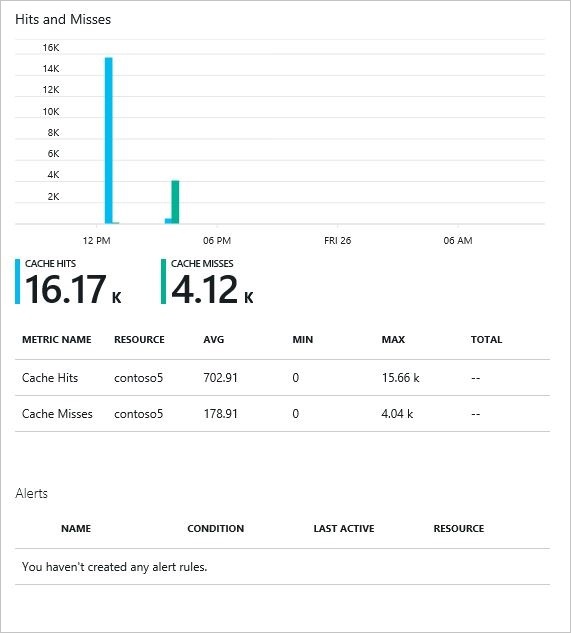 Hits and Misses
16K
14K
12K
10K
8K
6K
4K
2K
12 PM 06 PM FRI 26 06 AM
CACHE HITS CACHE MISSES
16.17 K 4.12 K
METRIC NAME RESOURCE AVG MIN MAX TOTAL
Cache Hits contoso5 702.91 0 15.66 k --
Cache Misses contoso5 178.91 0 4.04 k --
Alerts
NAME CONDITION LAST ACTIVE RESOURCE
You haven't created any alert rules.